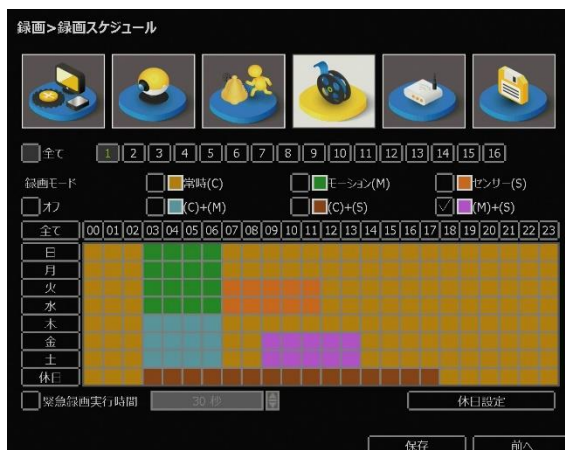 録画>録画スケジュール
全て 1 2 3 4 5 6 7 8 9 10 11 12 13 14 15 16
録画モード 常時(C) モーション(M) センサー(S)
オフ (C)+(M) (C)+(S) (M)+(S)
全て 00 01 02 03 04 05 06 07 08 09 10 11 12 13 14 15 16 17 18 19 20 21 22 23
日
月
火
水
木
金
土
休日
緊急録画実行時間 30 秒 休日設定
保存 前へ